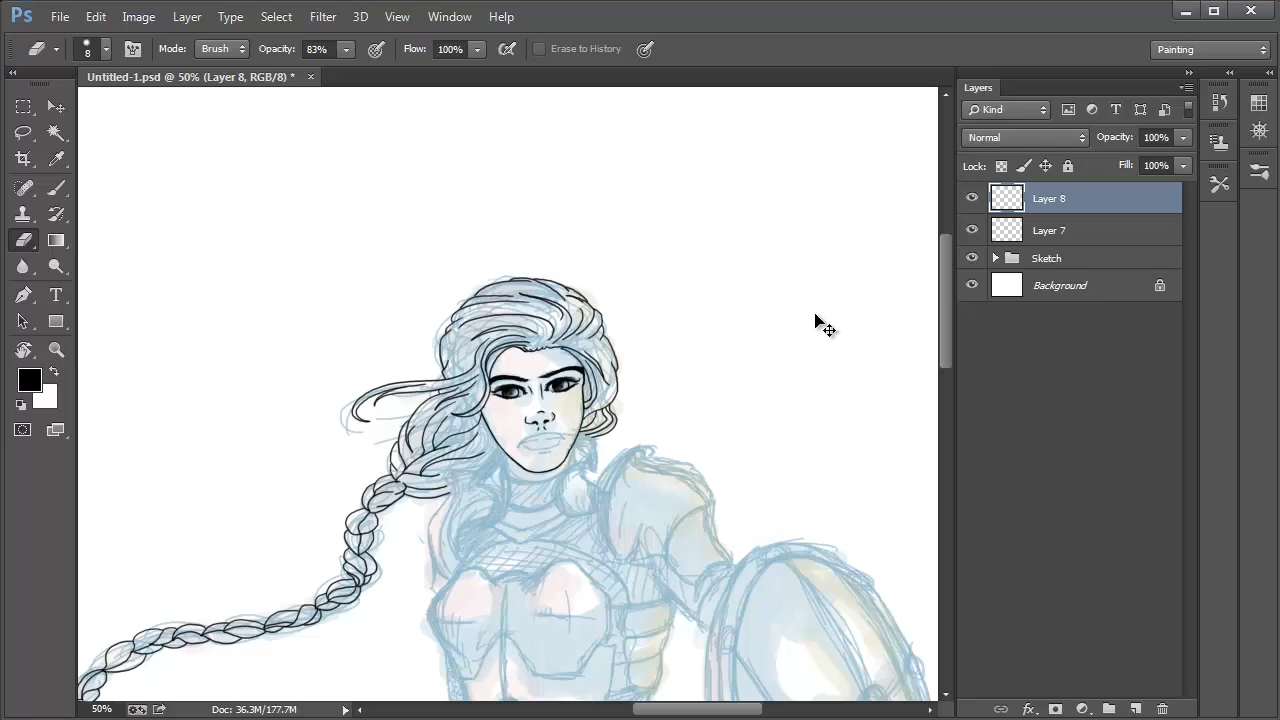 Ps File Edit Image Layer Type Select Filter 3D View Window Help
8 Mode: Brush Opacity: 83% Flow: 100% Erase to History Painting
Untitled-1.psd @ 50% (Layer 8, RGB/8) * ×
Layers
Kind T
Normal Opacity: 100%
Lock: Fill: 100%
Layer 8
Layer 7
Sketch
Background
T
50% Doc: 36.3M/177.7M
fx